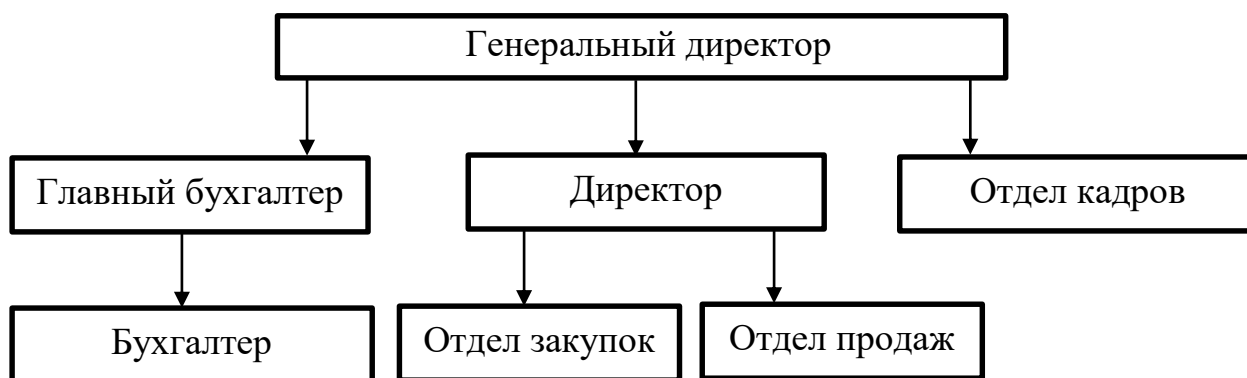 Генеральный директор
Главный бухгалтер
Директор
Отдел кадров
Бухгалтер
Отдел закупок
Отдел продаж